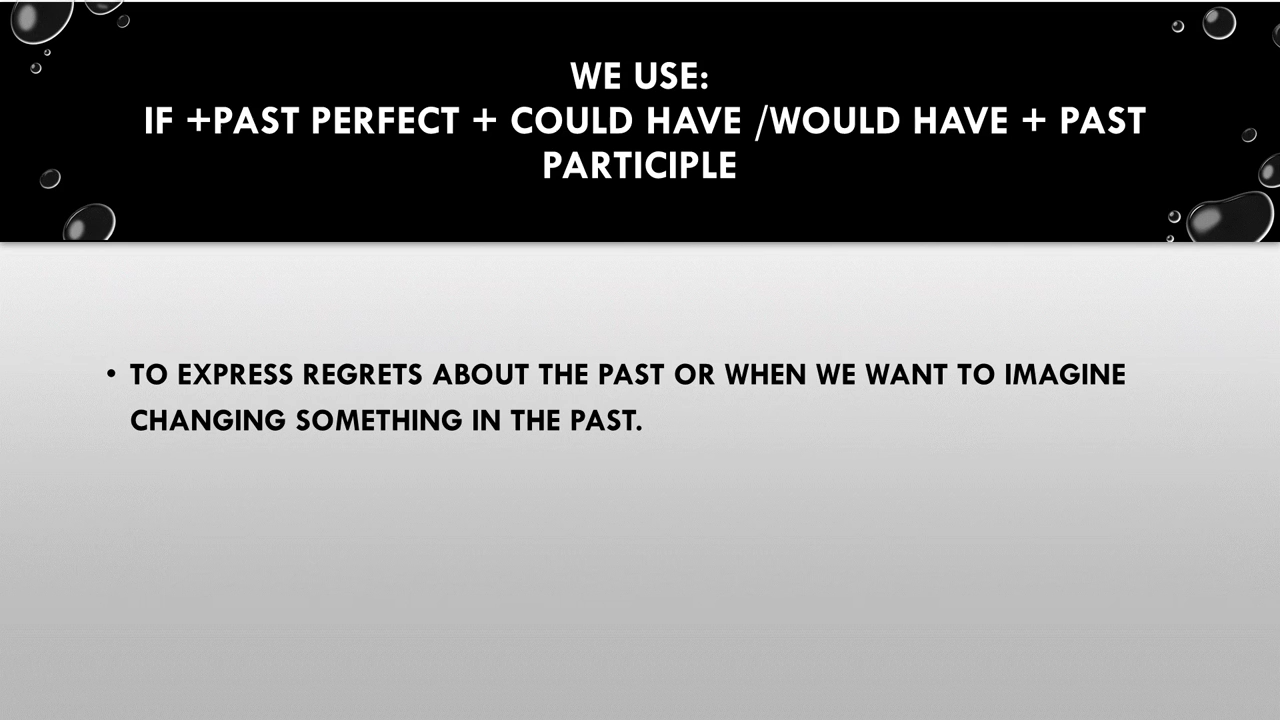 WE USE:
IF +PAST PERFECT + COULD HAVE /WOULD HAVE + PAST
PARTICIPLE
• TO EXPRESS REGRETS ABOUT THE PAST OR WHEN WE WANT TO IMAGINE
CHANGING SOMETHING IN THE PAST.